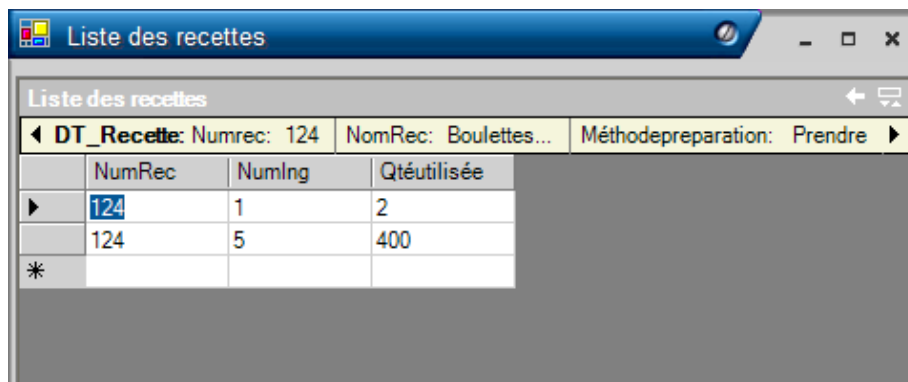 Liste des recettes
Liste des recettes
DT_Recette: Numrec: 124 NomRec: Boulettes... Méthodepreparation: Prendre
NumRec NumIng Qtéutilisée
124 1 2
124 5 400